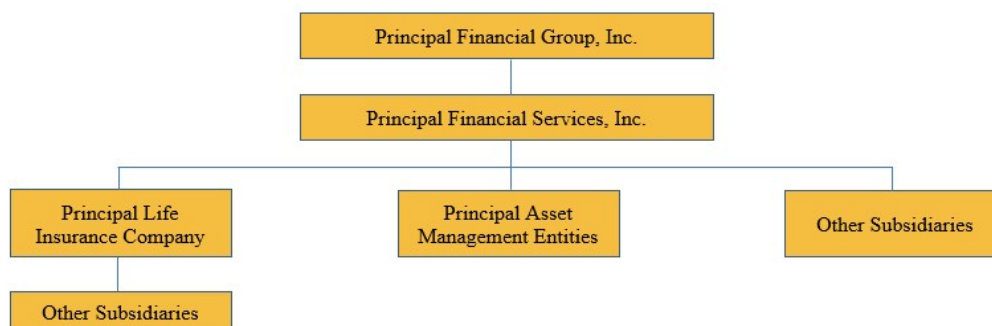 Principal Financial Group, Inc.
Principal Financial Services, Inc.
Principal Life
Insurance Company
Principal Asset
Management Entities
Other Subsidiaries
Other Subsidiaries